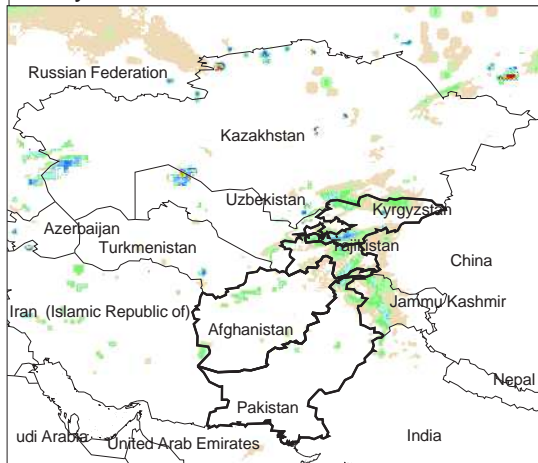 Russian Federation
Kazakhstan
Uzbekistan
Kyrgyzstan
Azerbaijan
Turkmenistan
Tajikistan
China
Iran (Islamic Republic of)
Jammu/Kashmir
Afghanistan
Nepal
Pakistan
udi Arabia
United Arab Emirates
India